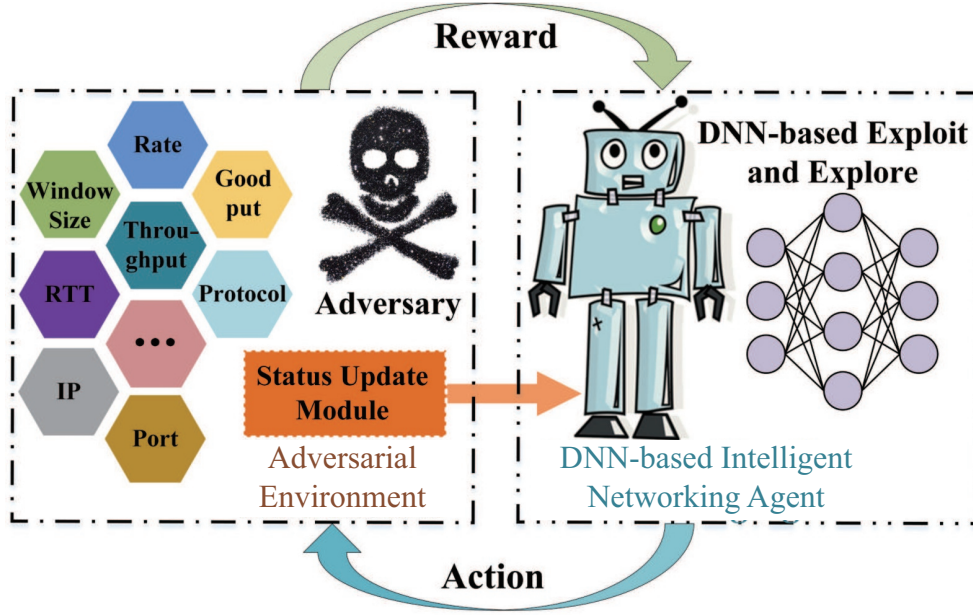 Reward
Rate
Window
Size
Good
put
Throu-
ghput
RTT
Protocol
...
IP
Port
Adversary
Status Update
Module
Adversarial
Environment
DNN-based Exploit
and Explore
DNN-based Intelligent
Networking Agent
Action